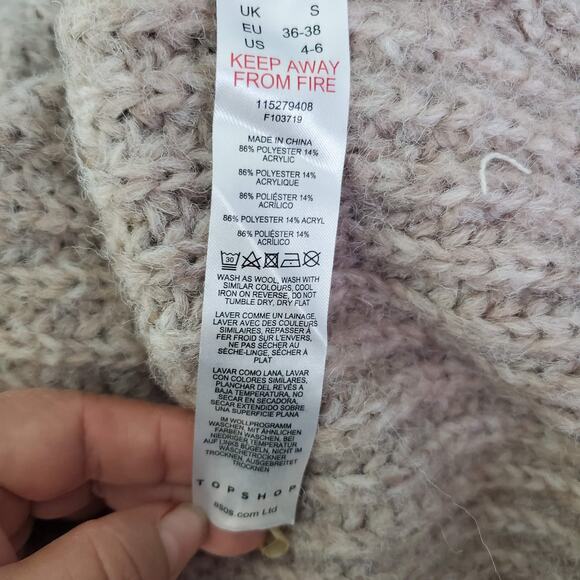 UK S
EU 36-38
US 4-6
KEEP AWAY
FROM FIRE
115279408
F103719
MADE IN CHINA
86% POLYESTER 14%
ACRYLIC
86% POLYESTER 14%
ACRYLIQUE
86% POLIÉSTER 14%
ACRÍLICO
86% POLYESTER 14% ACRYL
86% POLIÉSTER 14%
ACRÍLICO
30
WASH AS WOOL, WASH WITH
SIMILAR COLOURS, COOL
IRON ON REVERSE, DO NOT
TUMBLE DRY, DRY FLAT
LAVER COMME UN LAINAGE,
LAVER AVEC DES COULEURS
SIMILAIRES, REPASSER À
FER FROID SUR L'ENVERS,
NE PAS SÉCHER AU
SÈCHE-LINGE, SÉCHER À
PLAT
LAVAR COMO LANA, LAVAR
CON COLORES SIMILARES,
PLANCHAR DEL REVÉS A
BAJA TEMPERATURA, NO
SECAR EN SECADORA,
SECAR EXTENDIDO SOBRE
UNA SUPERFICIE PLANA
IM WOLLPROGRAMM
WASCHEN, MIT ÄHNLICHEN
FARBEN WASCHEN, BEI
NIEDRIGER TEMPERATUR
AUF LINKS BÜGELN, NICHT IM
WÄSCHETROCKNER
TROCKNEN, AUSGEBREITET
TROCKNEN
TOPSHOP
asos.com Ltd